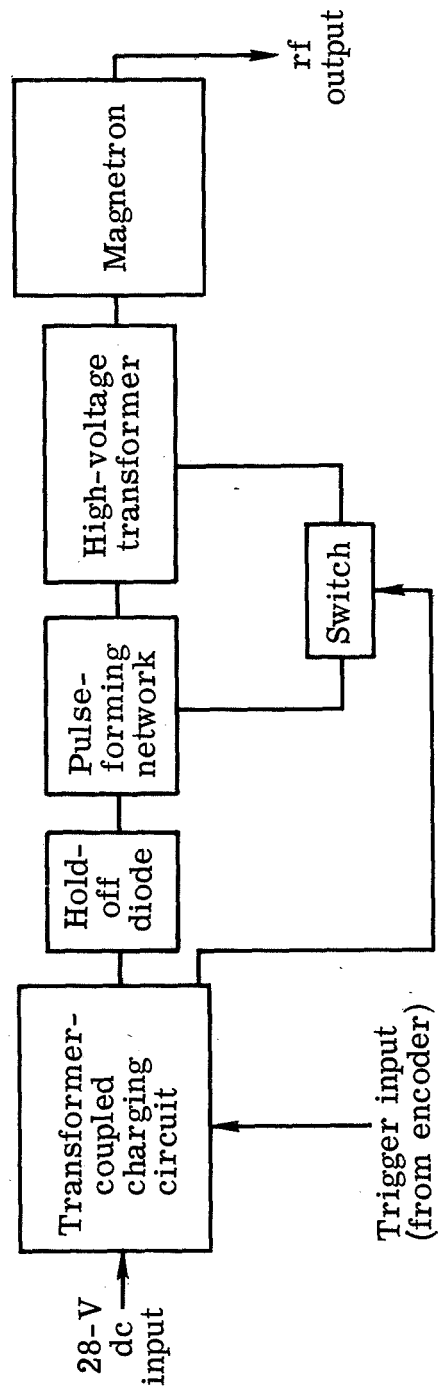 28-V
dc
input
Transformer-
coupled
charging
circuit
Trigger input
(from encoder)
Hold-
off
diode
Pulse-
forming
network
Switch
High-voltage
transformer
Magnetron
rf
output